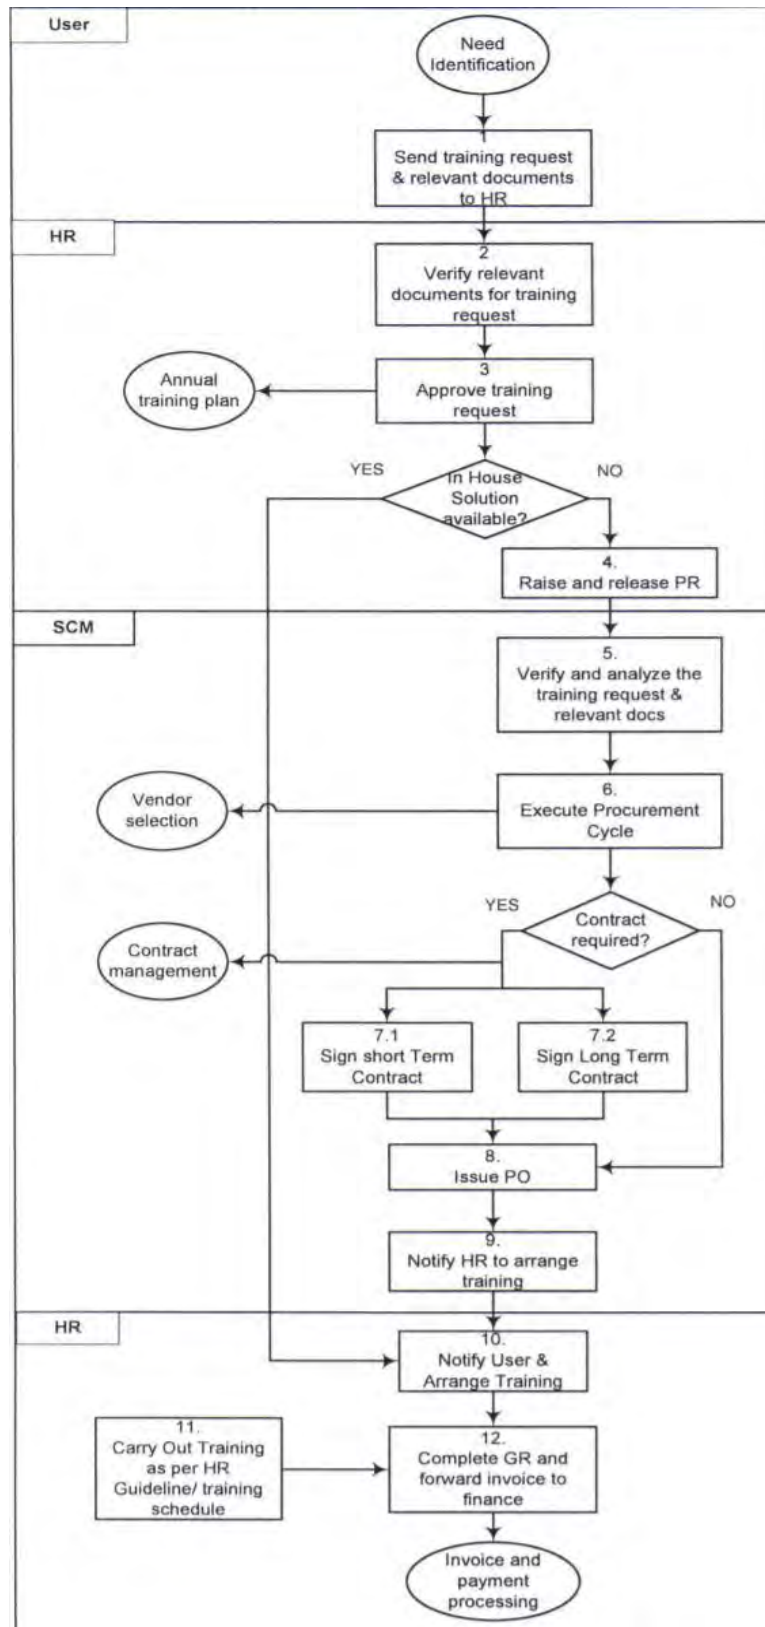 User
Need
Identification
1
Send training request
& relevant documents
to HR
HR
2
Verify relevant
documents for training
request
3
Approve training
request
Annual
training plan
YES
NO
In House
Solution
available?
4.
Raise and release PR
SCM
5.
Verify and analyze the
training request &
relevant docs
6.
Execute Procurement
Cycle
Vendor
selection
YES
NO
Contract
required?
Contract
management
7.1
Sign short Term
Contract
7.2
Sign Long Term
Contract
8.
Issue PO
9.
Notify HR to arrange
training
HR
10.
Notify User &
Arrange Training
11.
Carry Out Training
as per HR
Guideline/ training
schedule
12.
Complete GR and
forward invoice to
finance
Invoice and
payment
processing